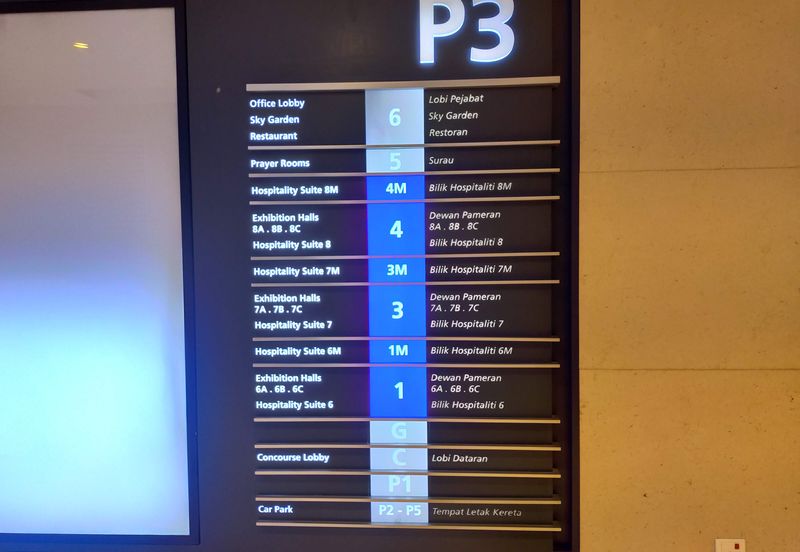 P3
Office Lobby
Sky Garden
Restaurant
6
Lobi Pejabat
Sky Garden
Restoran
Prayer Rooms 5 Surau
Hospitality Suite 8M 4M Bilik Hospitaliti 8M
Exhibition Halls
8A . 8B . 8C
Hospitality Suite 8
4
Dewan Pameran
8A . 8B . 8C
Bilik Hospitaliti 8
Hospitality Suite 7M 3M Bilik Hospitaliti 7M
Exhibition Halls
7A . 7B . 7C
Hospitality Suite 7
3
Dewan Pameran
7A . 7B . 7C
Bilik Hospitaliti 7
Hospitality Suite 6M 1M Bilik Hospitaliti 6M
Exhibition Halls
6A . 6B . 6C
Hospitality Suite 6
1
Dewan Pameran
6A . 6B . 6C
Bilik Hospitaliti 6
G
Concourse Lobby C Lobi Dataran
P1
Car Park P2 - P5 Tempat Letak Kereta